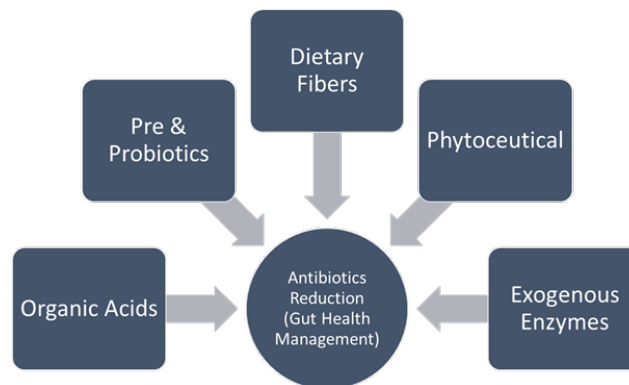 Dietary
Fibers
Pre &
Probiotics
Phytoceutical
Organic Acids
Antibiotics
Reduction
(Gut Health
Management)
Exogenous
Enzymes